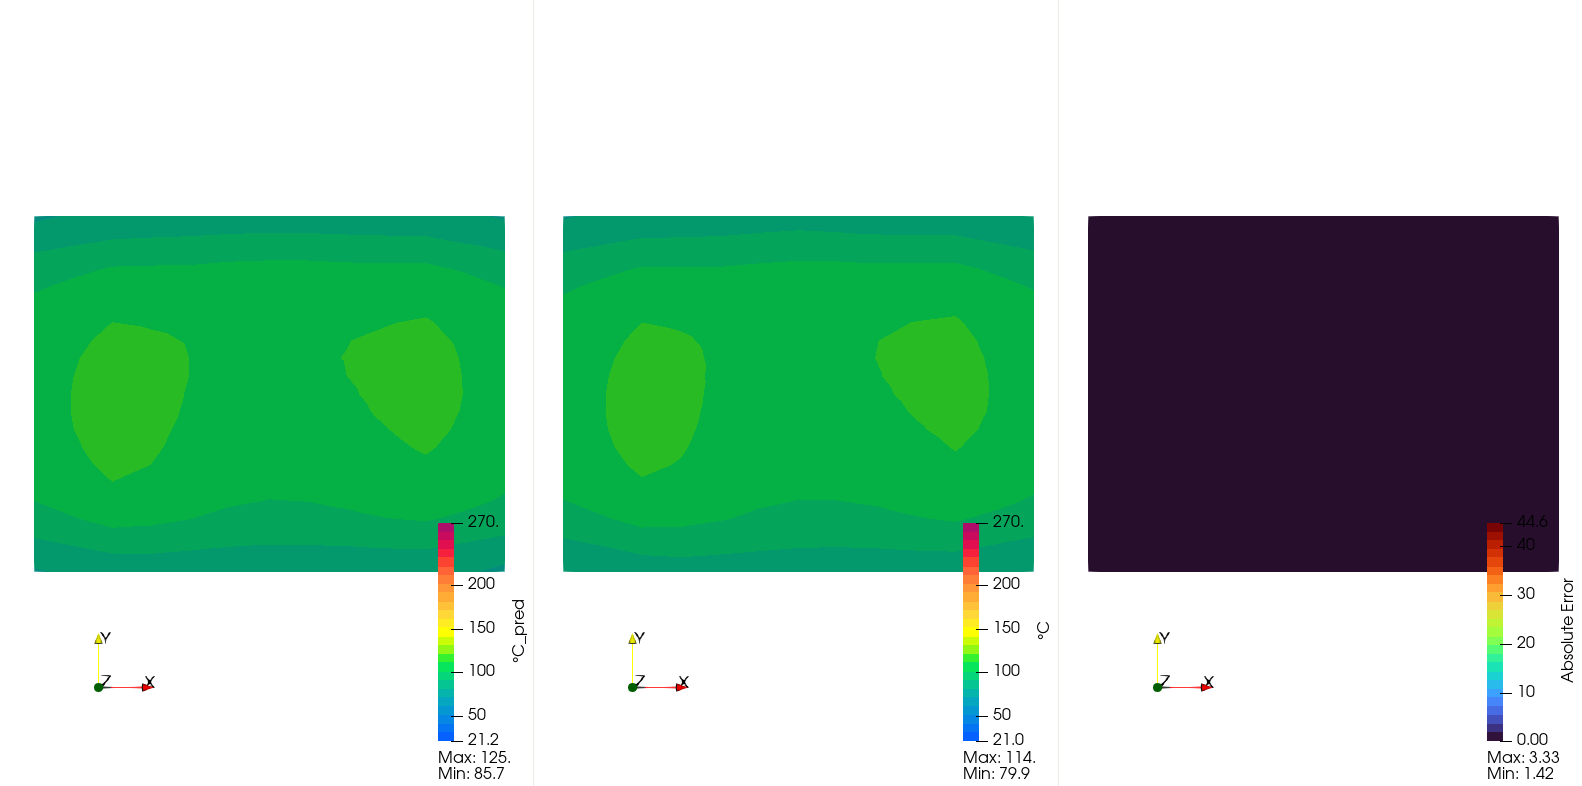 270.
200
150
100
50
21.2
°C_pred
Max: 125.
Min: 85.7
Y
Z
X
270.
200
150
100
50
21.0
°C
Max: 114.
Min: 79.9
Y
Z
X
44.6
40
30
20
10
0.00
Absolute Error
Max: 3.33
Min: 1.42
Y
Z
X